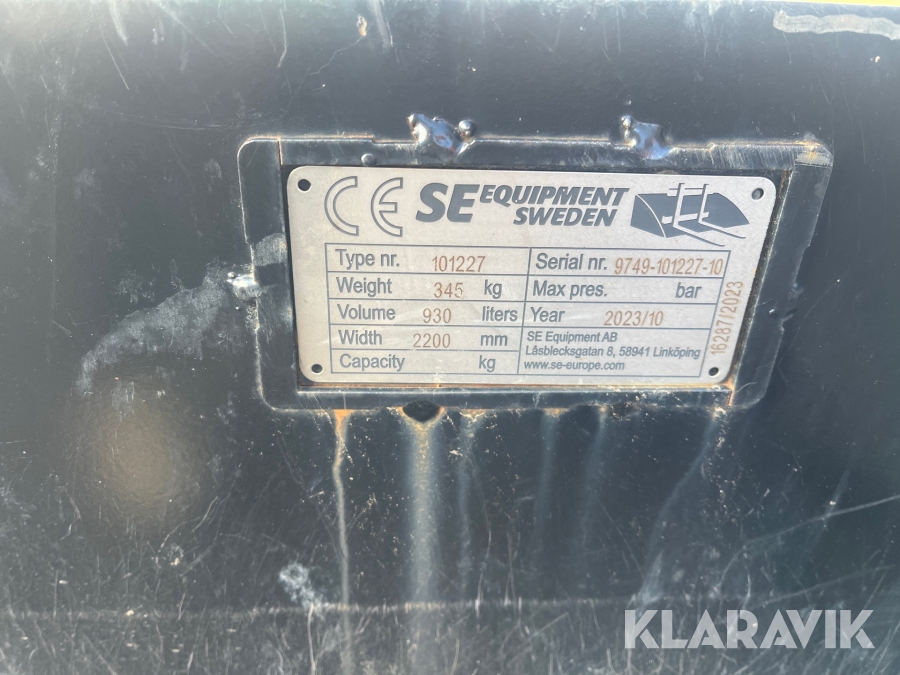 CE SE EQUIPMENT
SWEDEN
Type nr. 101227 Serial nr. 9749-101227-10
Weight 345 kg Max pres. bar
Volume 930 liters Year 2023/10
Width 2200 mm SE Equipment AB
Låsblecksgatan 8, 58941 Linköping
Capacity kg www.se-europe.com
16287/2023
KLARAVIK